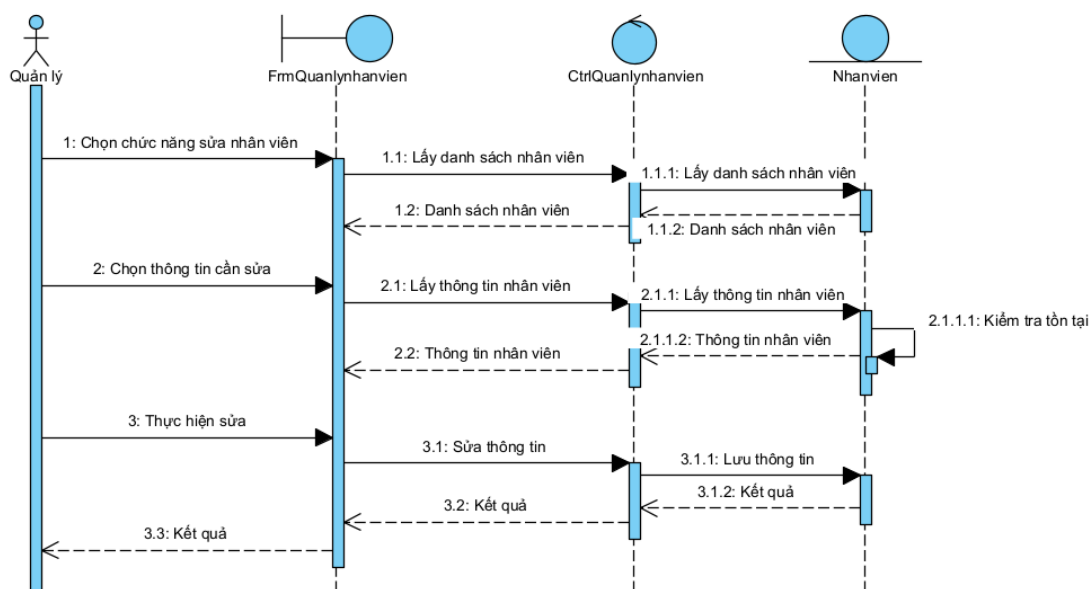 Quản lý
FrmQuanlynhanvien
CtrlQuanlynhanvien
Nhanvien
1: Chọn chức năng sửa nhân viên
1.1: Lấy danh sách nhân viên
1.1.1: Lấy danh sách nhân viên
1.2: Danh sách nhân viên
1.1.2: Danh sách nhân viên
2: Chọn thông tin cần sửa
2.1: Lấy thông tin nhân viên
2.1.1: Lấy thông tin nhân viên
2.1.1.1: Kiểm tra tồn tại
2.1.1.2: Thông tin nhân viên
2.2: Thông tin nhân viên
3: Thực hiện sửa
3.1: Sửa thông tin
3.1.1: Lưu thông tin
3.1.2: Kết quả
3.2: Kết quả
3.3: Kết quả